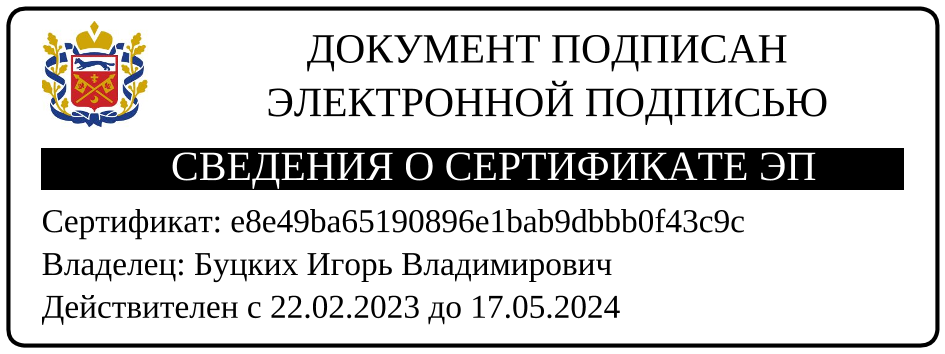 ДОКУМЕНТ ПОДПИСАН
ЭЛЕКТРОННОЙ ПОДПИСЬЮ
СВЕДЕНИЯ О СЕРТИФИКАТЕ ЭП
Сертификат: e8e49ba65190896e1bab9dbbb0f43c9c
Владелец: Буцких Игорь Владимирович
Действителен с 22.02.2023 до 17.05.2024